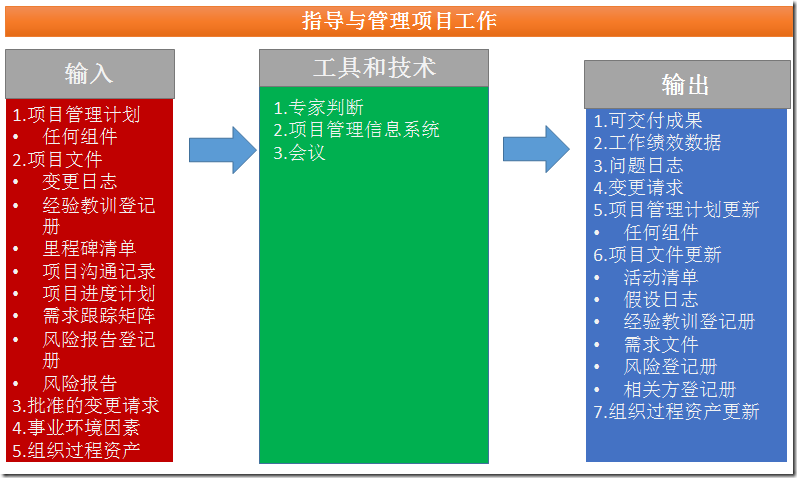 指导与管理项目工作
输入
1.项目管理计划
• 任何组件
2.项目文件
• 变更日志
• 经验教训登记
册
• 里程碑清单
• 项目沟通记录
• 项目进度计划
• 需求跟踪矩阵
• 风险报告登记
册
• 风险报告
3.批准的变更请求
4.事业环境因素
5.组织过程资产
工具和技术
1.专家判断
2.项目管理信息系统
3.会议
输出
1.可交付成果
2.工作绩效数据
3.问题日志
4.变更请求
5.项目管理计划更新
• 任何组件
6.项目文件更新
• 活动清单
• 假设日志
• 经验教训登记册
• 需求文件
• 风险登记册
• 相关方登记册
7.组织过程资产更新